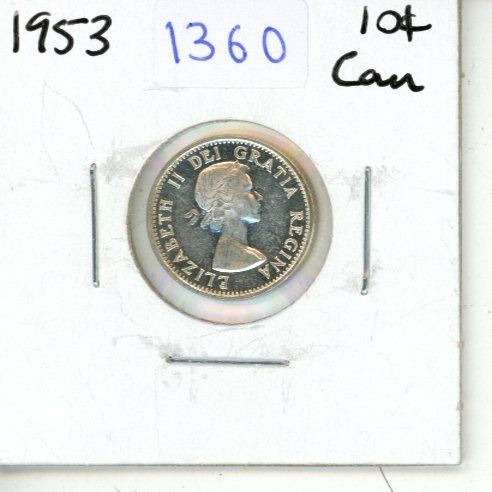 1953
1360
10¢
Can
ELIZABETH II DEI GRATIA REGINA